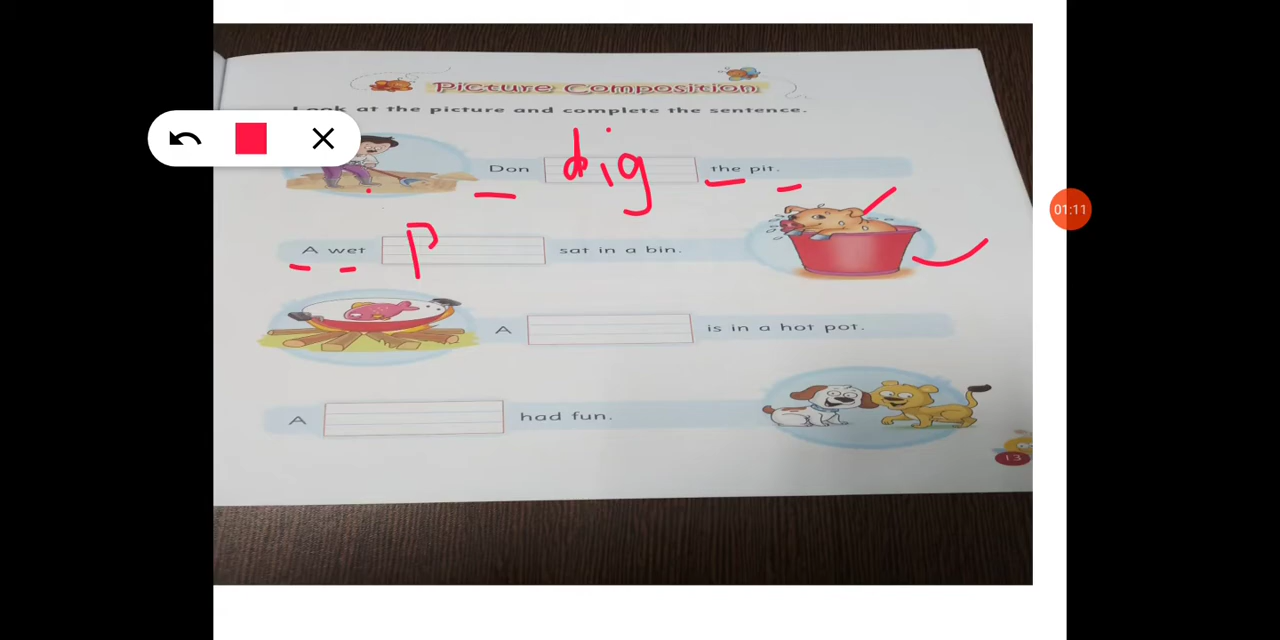 Picture Composition
Look at the picture and complete the sentence.
Don dig the pit.
A wet p sat in a bin.
A is in a hot pot.
A had fun.
13
01:11